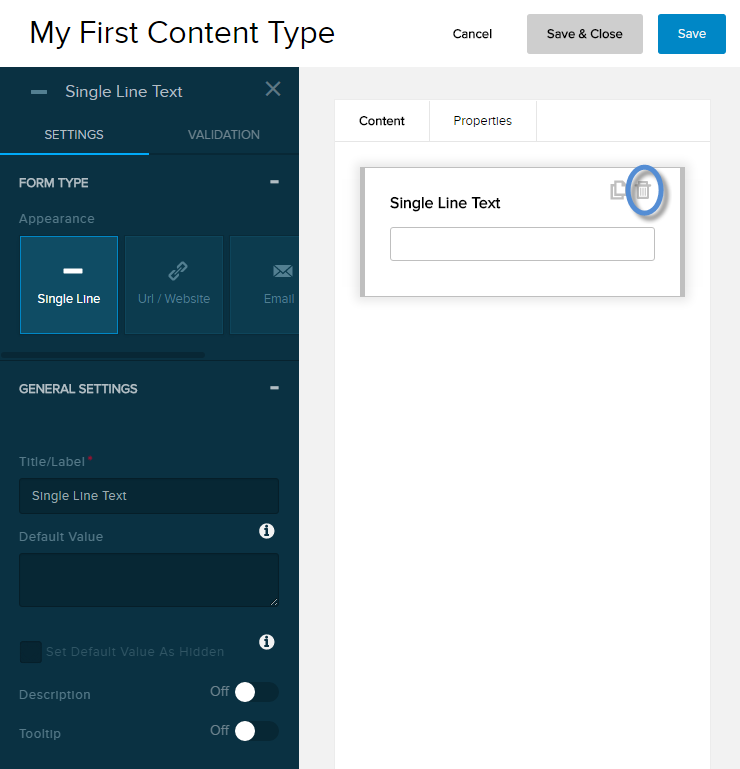 My First Content Type
Cancel
Save & Close
Save
Single Line Text
SETTINGS
VALIDATION
FORM TYPE
Appearance
Single Line
Url / Website
Email
GENERAL SETTINGS
Title/Label*
Single Line Text
Default Value
Set Default Value As Hidden
Description
Off
Tooltip
Off
Content
Properties
Single Line Text